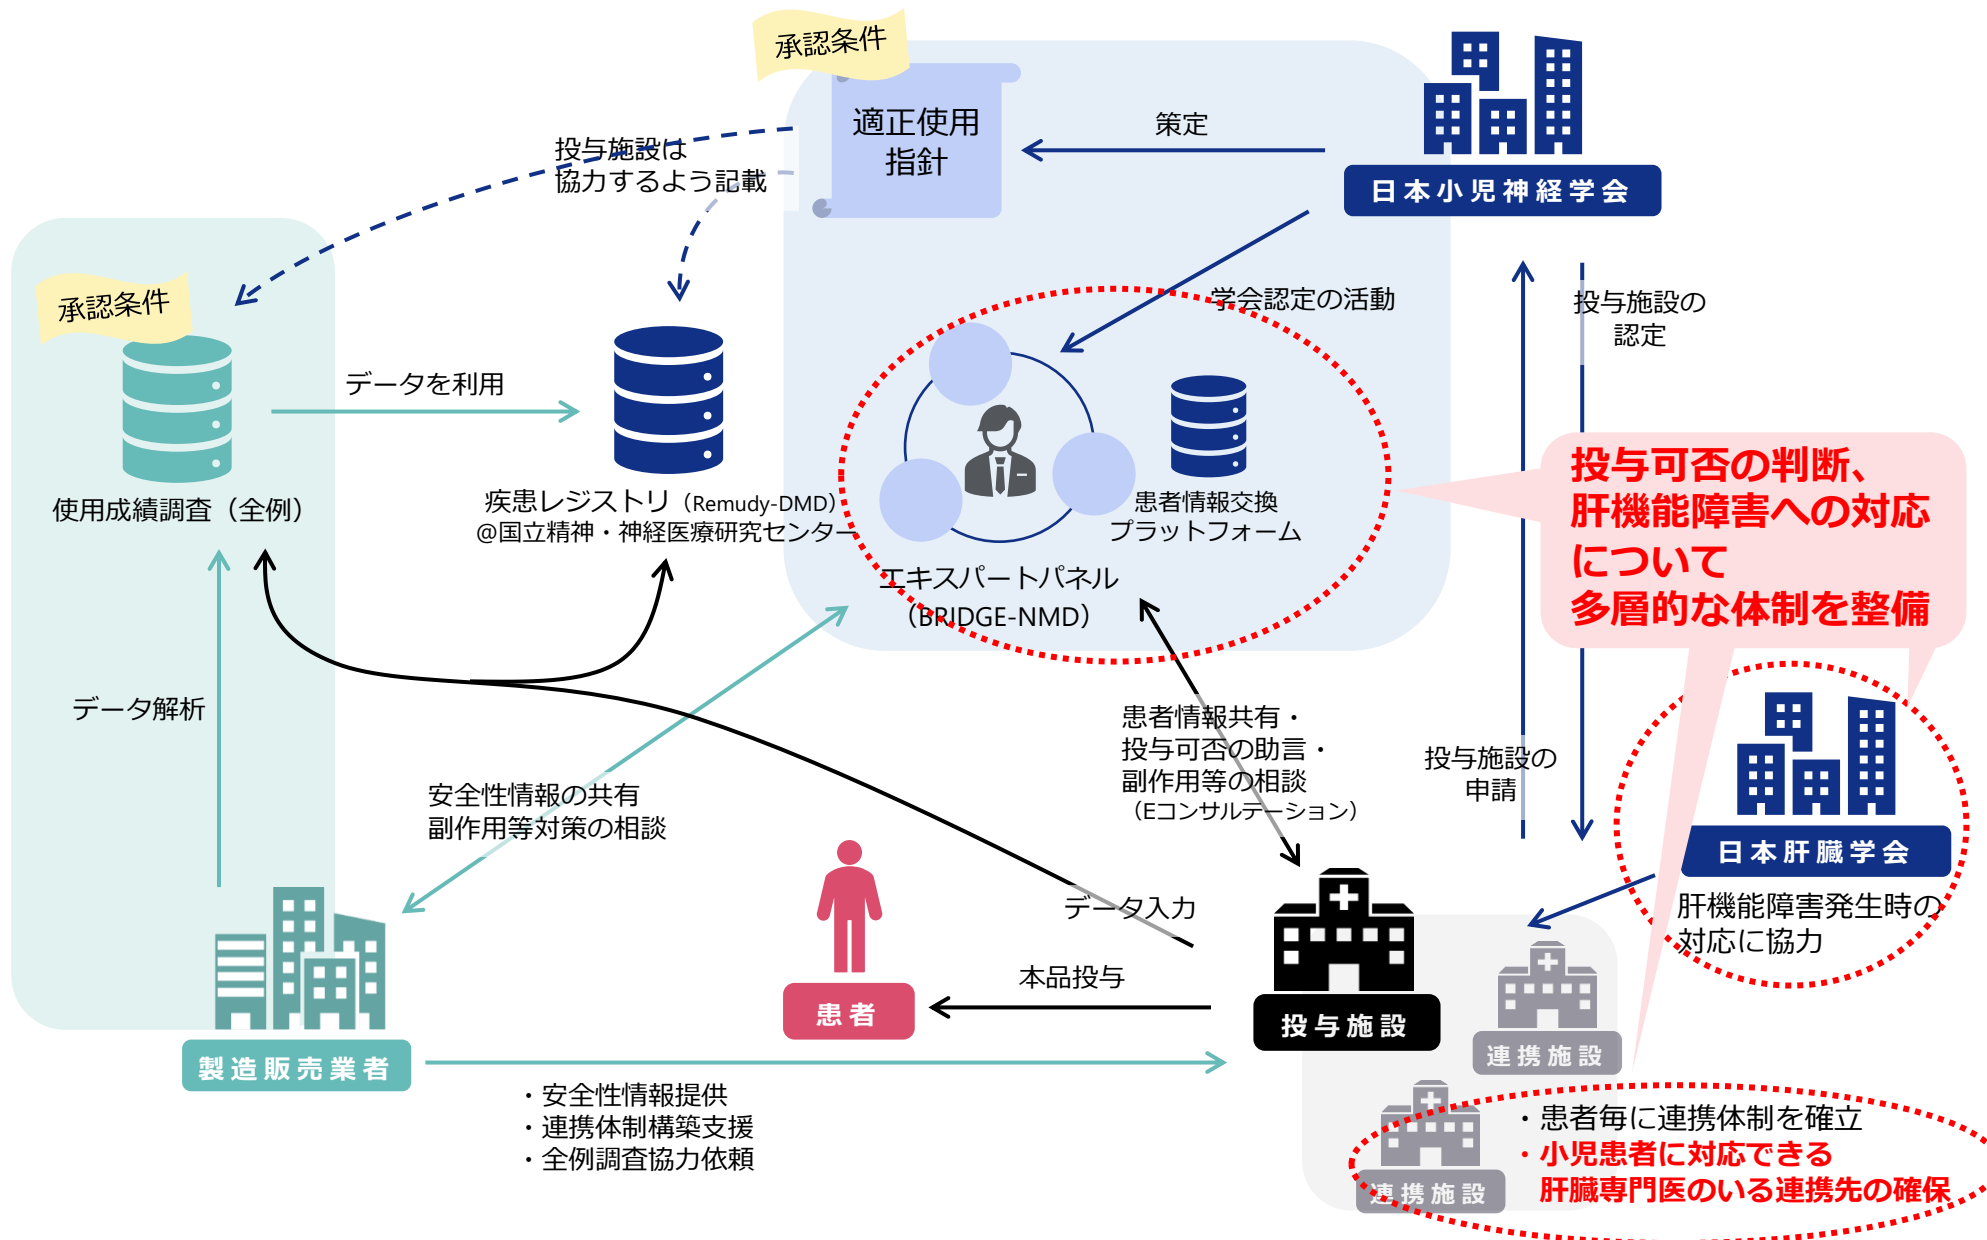 承認条件
適正使用
指針
策定
日本小児神経学会
投与施設は
協力するよう記載
承認条件
学会認定の活動
投与施設の
認定
データを利用
使用成績調査（全例）
疾患レジストリ（Remudy-DMD）
@国立精神・神経医療研究センター
患者情報交換
プラットフォーム
エキスパートパネル
（BRIDGE-NMD）
投与可否の判断、
肝機能障害への対応
について
多層的な体制を整備
データ解析
安全性情報の共有
副作用等対策の相談
患者情報共有・
投与可否の助言・
副作用等の相談
（Eコンサルテーション）
投与施設の
申請
日本肝臓学会
肝機能障害発生時の
対応に協力
データ入力
本品投与
患者
投与施設
連携施設
製造販売業者
・安全性情報提供
・連携体制構築支援
・全例調査協力依頼
連携施設
・患者毎に連携体制を確立
・小児患者に対応できる
肝臓専門医のいる連携先の確保